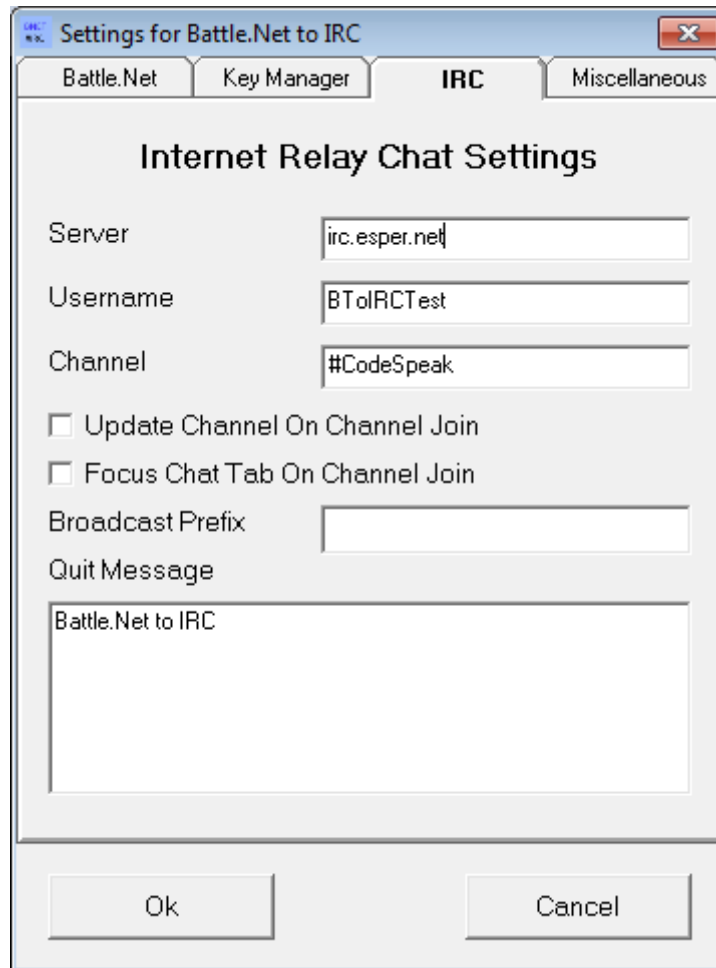 Settings for Battle.Net to IRC
Battle.Net Key Manager IRC Miscellaneous
Internet Relay Chat Settings
Server irc.esper.net
Username BToIRCTest
Channel #CodeSpeak
Update Channel On Channel Join
Focus Chat Tab On Channel Join
Broadcast Prefix
Quit Message
Battle.Net to IRC
Ok Cancel